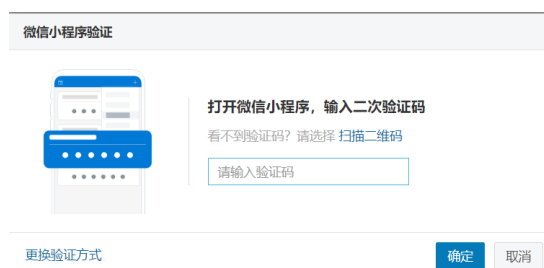 微信小程序验证
打开微信小程序，输入二次验证码
看不到验证码？请选择 扫描二维码
请输入验证码
更换验证方式
确定
取消